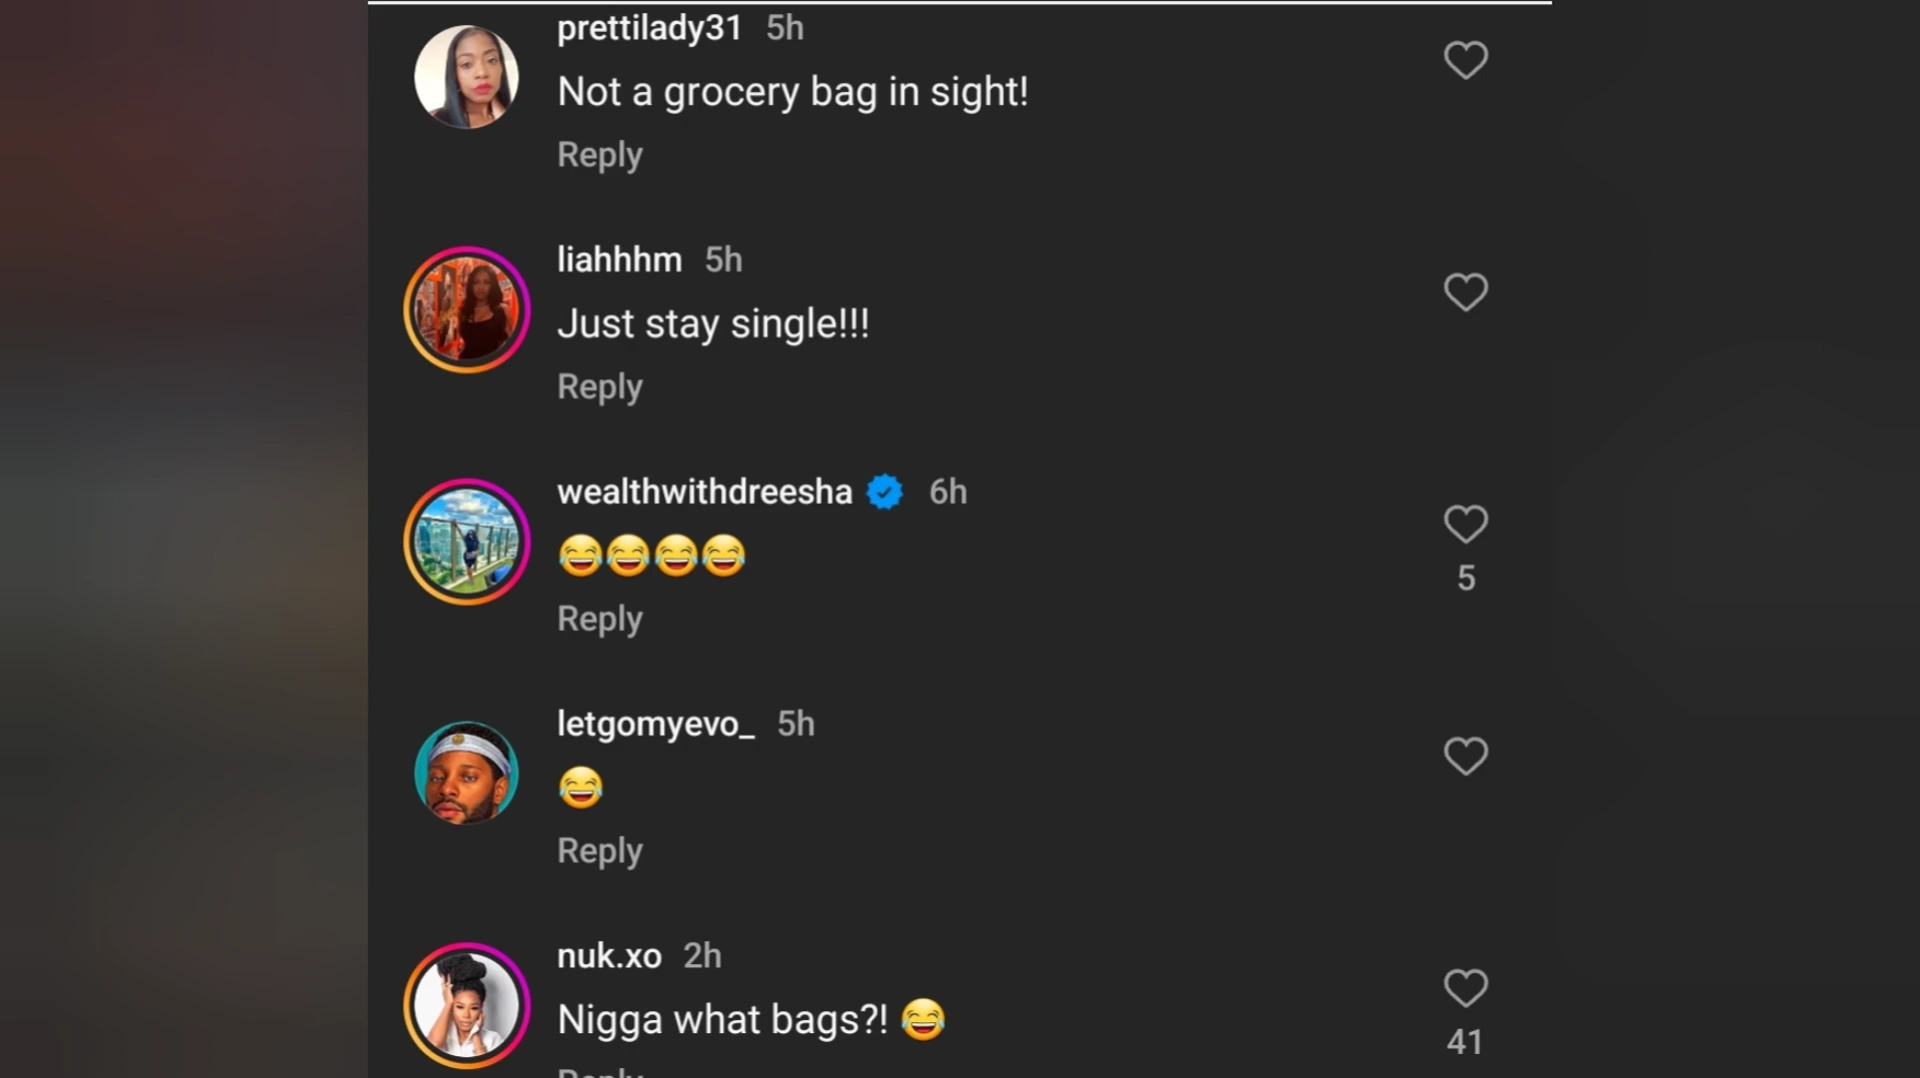 prettilady31 5h
Not a grocery bag in sight!
Reply
liahhhm 5h
Just stay single!!!
Reply
wealthwithdreesha 6h
😂😂😂😂
5
Reply
letgomyevo_ 5h
😂
Reply
nuk.xo 2h
Nigga what bags?! 😂
41
Reply